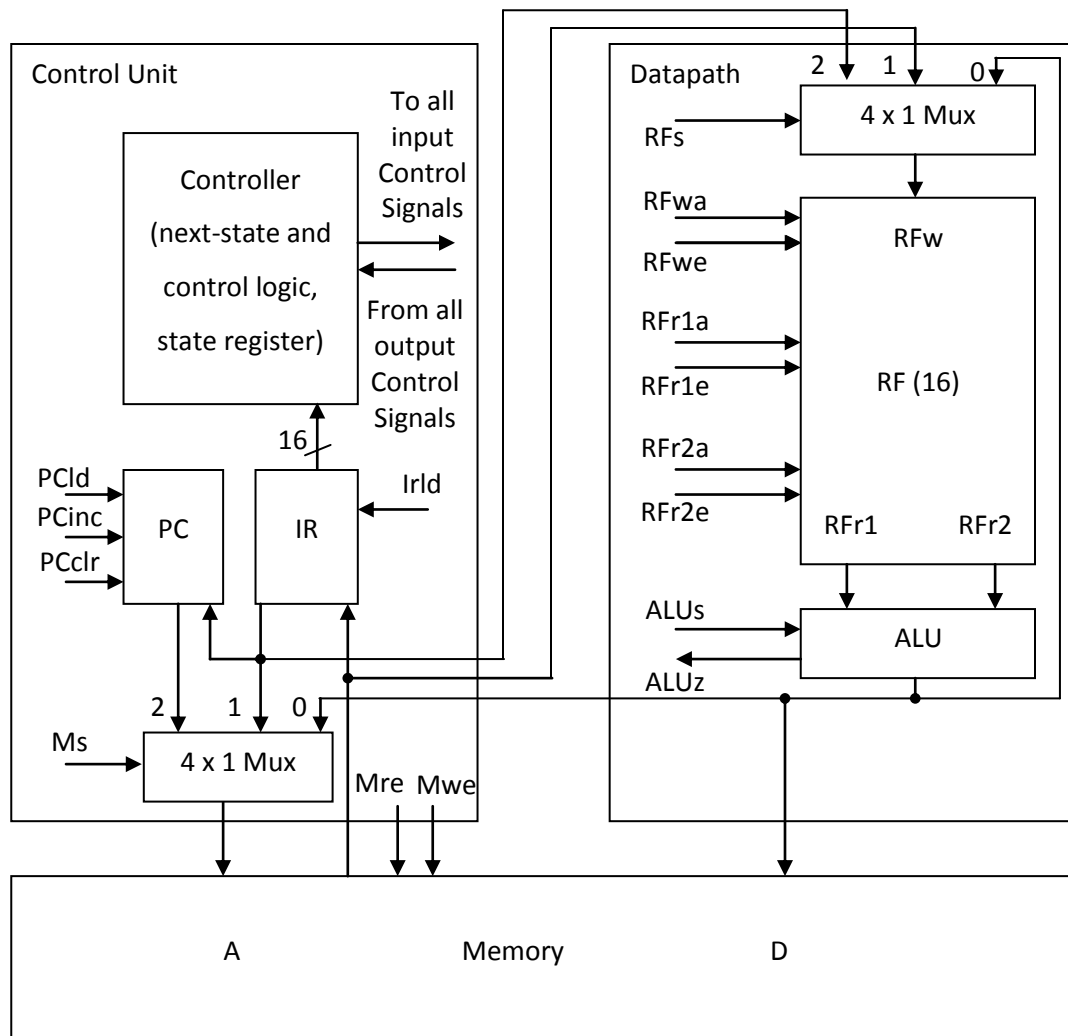 Control Unit
To all
input
Control
Signals
Controller
(next-state and
control logic,
state register)
From all
output
Control
Signals
16
PCld
PCinc
PCclr
PC
IR
Irld
2
1
0
Ms
4 x 1 Mux
Mre
Mwe
Datapath
2
1
0
4 x 1 Mux
RFs
RFwa
RFwe
RFw
RFr1a
RFr1e
RF (16)
RFr2a
RFr2e
RFr1
RFr2
ALUs
ALUz
ALU
A
Memory
D